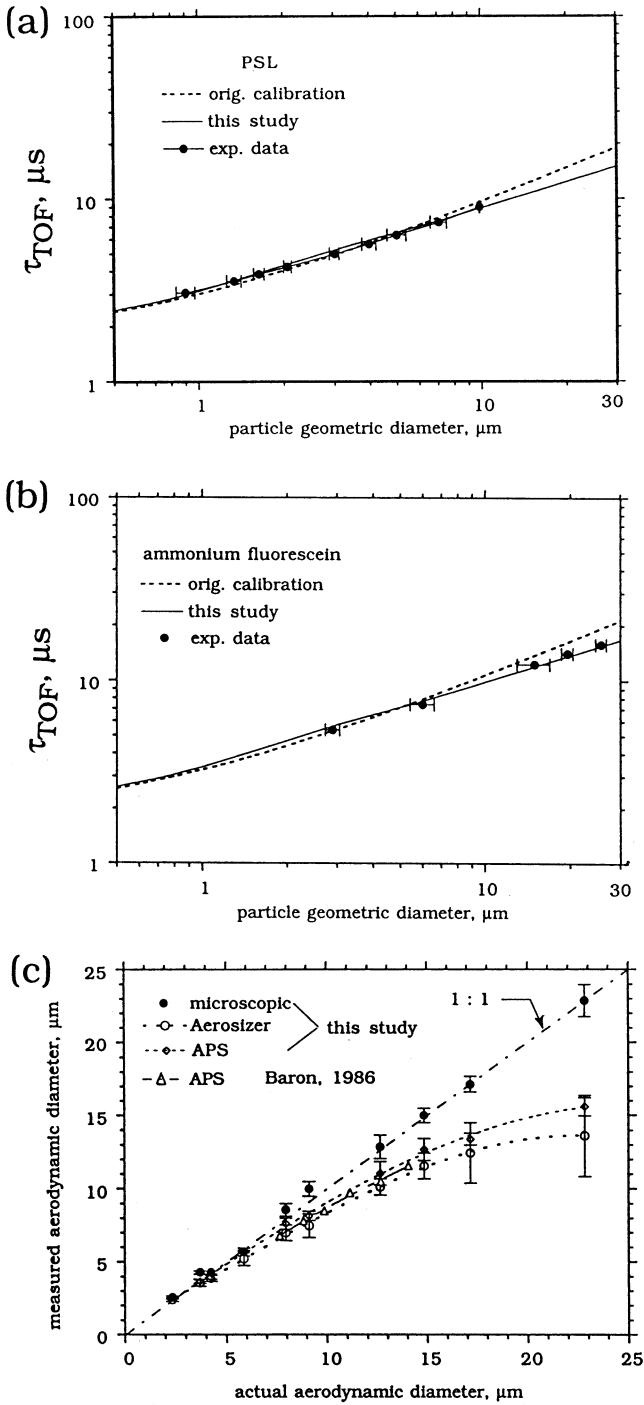 (a)
100
PSL
orig. calibration
this study
exp. data
10
τTOF, μs
1
1
10
30
particle geometric diameter, μm
(b)
100
ammonium fluorescein
orig. calibration
this study
exp. data
10
τTOF, μs
1
1
10
30
particle geometric diameter, μm
(c)
25
microscopic
Aerosizer
this study
APS
APS Baron, 1986
1 : 1
20
15
10
5
0
measured aerodynamic diameter, μm
0
5
10
15
20
25
actual aerodynamic diameter, μm